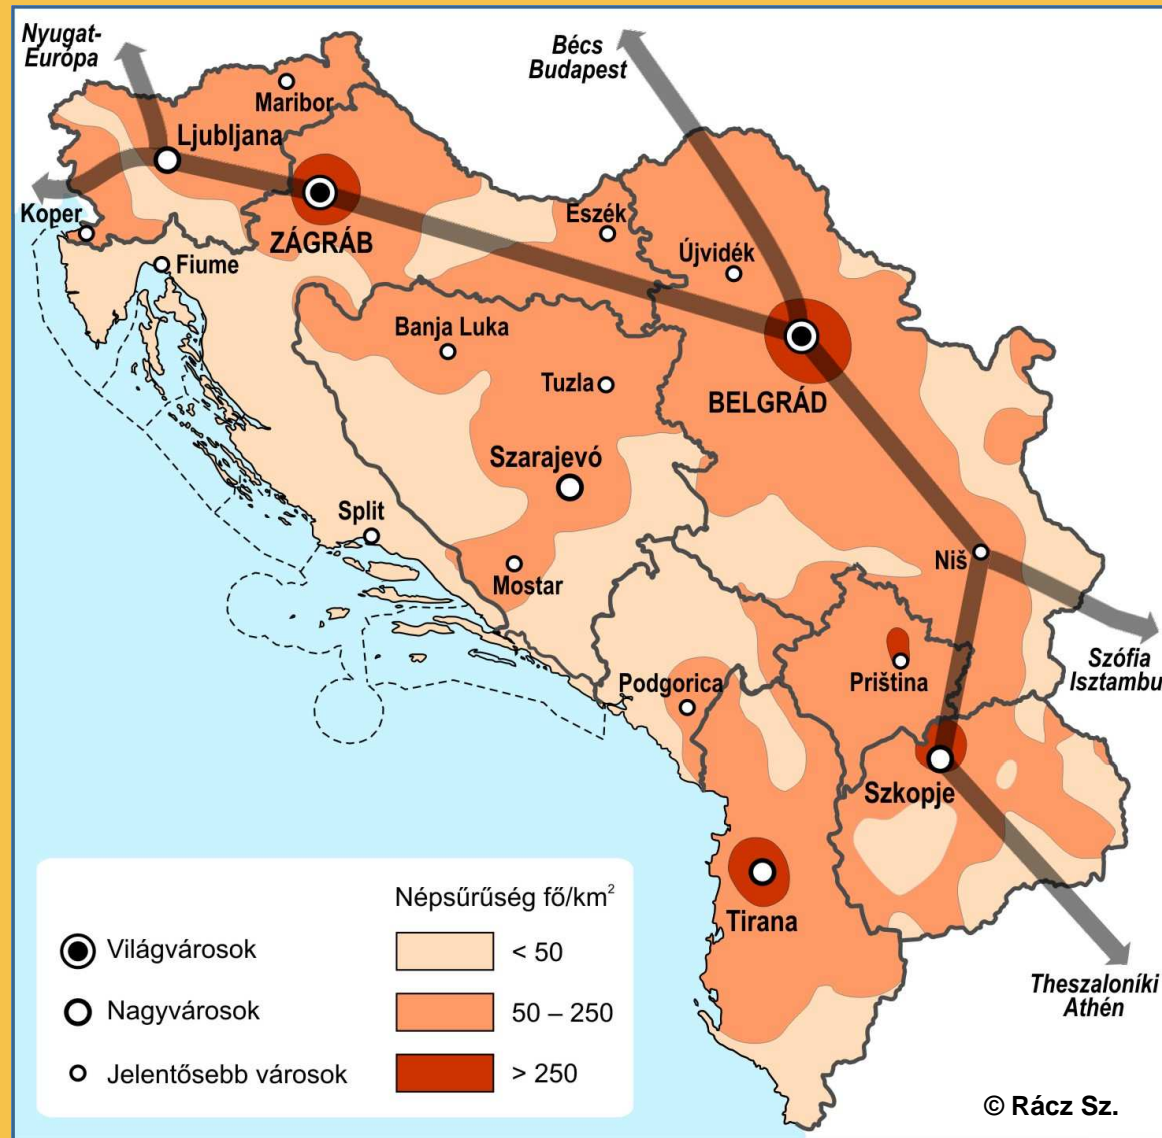 Nyugat-
Európa
Bécs
Budapest
Maribor
Ljubljana
Koper
ZÁGRÁB
Eszék
Újvidék
Fiume
Banja Luka
Tuzla
BELGRÁD
Szarajevó
Split
Niš
Mostar
Szófia
Isztambu
Podgorica
Priština
Szkopje
Tirana
Theszaloníki
Athén
Népsűrűség fő/km²
Világvárosok
< 50
Nagyvárosok
50 – 250
Jelentősebb városok
> 250
© Rácz Sz.